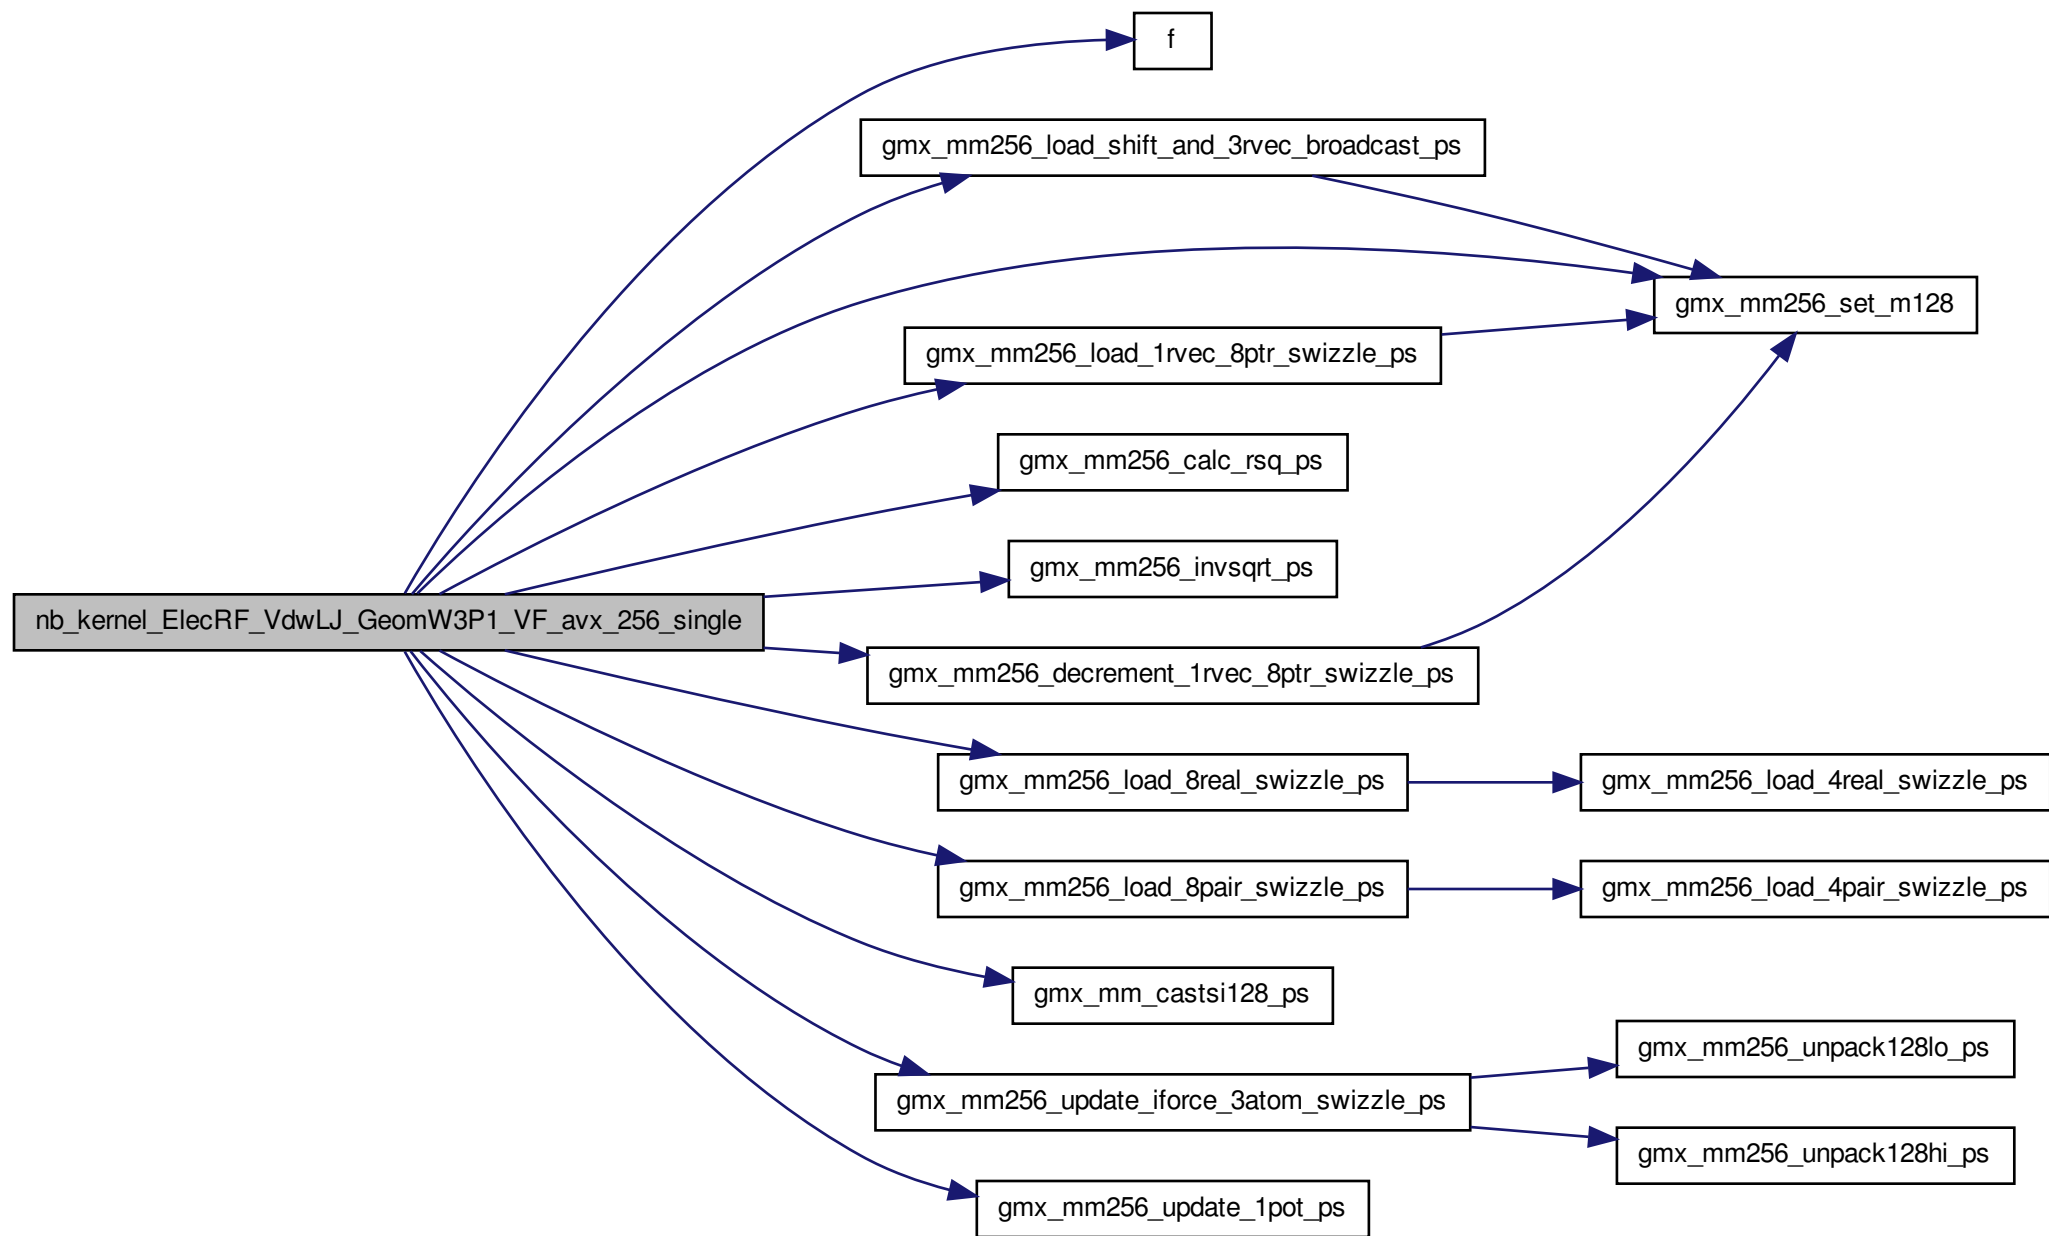 f
gmx_mm256_load_shift_and_3rvec_broadcast_ps
gmx_mm256_set_m128
gmx_mm256_load_1rvec_8ptr_swizzle_ps
gmx_mm256_calc_rsq_ps
gmx_mm256_invsqrt_ps
nb_kernel_ElecRF_VdwLJ_GeomW3P1_VF_avx_256_single
gmx_mm256_decrement_1rvec_8ptr_swizzle_ps
gmx_mm256_load_8real_swizzle_ps
gmx_mm256_load_4real_swizzle_ps
gmx_mm256_load_8pair_swizzle_ps
gmx_mm256_load_4pair_swizzle_ps
gmx_mm_castsi128_ps
gmx_mm256_unpack128lo_ps
gmx_mm256_update_iforce_3atom_swizzle_ps
gmx_mm256_unpack128hi_ps
gmx_mm256_update_1pot_ps